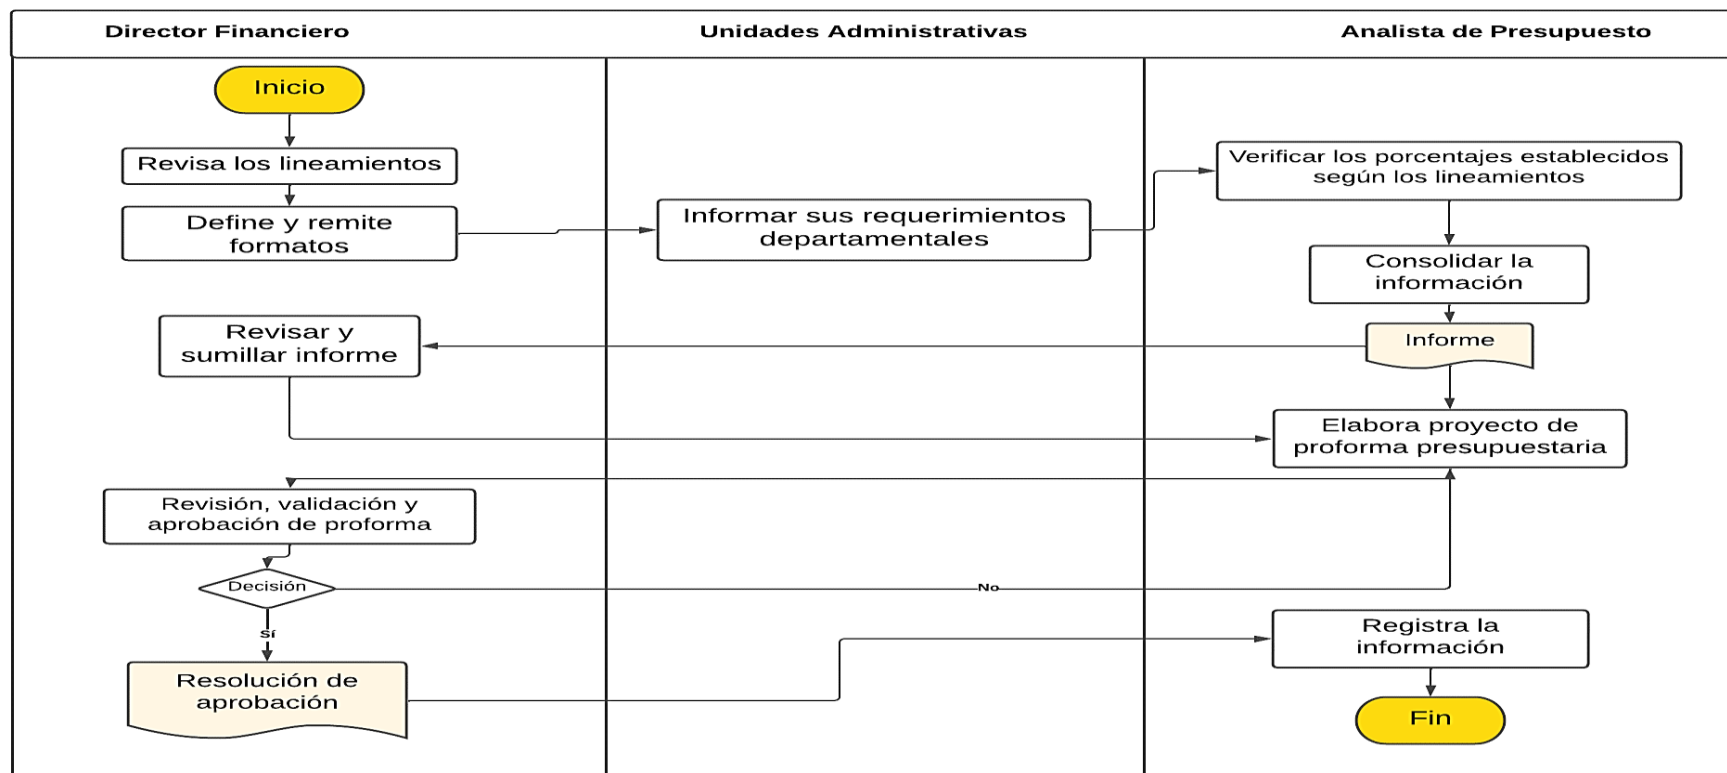 Director Financiero
Unidades Administrativas
Analista de Presupuesto
Inicio
Revisa los lineamientos
Define y remite
formatos
Informar sus requerimientos
departamentales
Verificar los porcentajes establecidos
según los lineamientos
Consolidar la
información
Informe
Revisar y
sumillar informe
Elabora proyecto de
proforma presupuestaria
Revisión, validación y
aprobación de proforma
Decisión
No
Sí
Resolución de
aprobación
Registra la
información
Fin